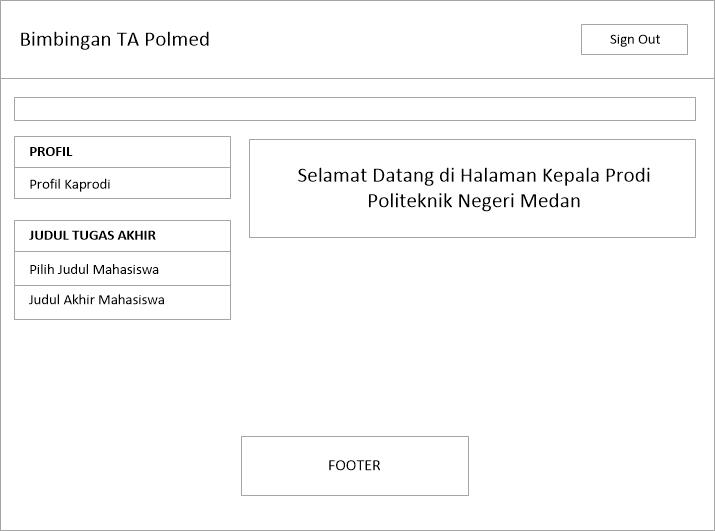 Bimbingan TA Polmed
Sign Out
PROFIL
Profil Kaprodi
JUDUL TUGAS AKHIR
Pilih Judul Mahasiswa
Judul Akhir Mahasiswa
Selamat Datang di Halaman Kepala Prodi
Politeknik Negeri Medan
FOOTER